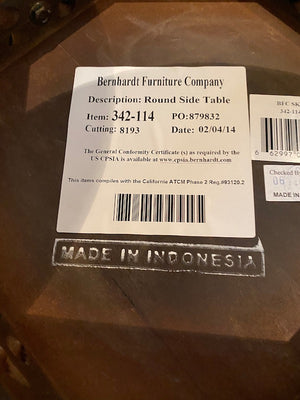 Bernhardt Furniture Company
Description: Round Side Table
Item: 342-114 PO:879832
Cutting: 8193 Date: 02/04/14
The General Conformity Certificate (s) as required by the
US CPSIA is available at www.cpsia.bernhardt.com.
This items complies with the California ATCM Phase 2 Reg.#93120.2
MADE IN INDONESIA
BFC SK
342-114
Checked B
06
MADE IN